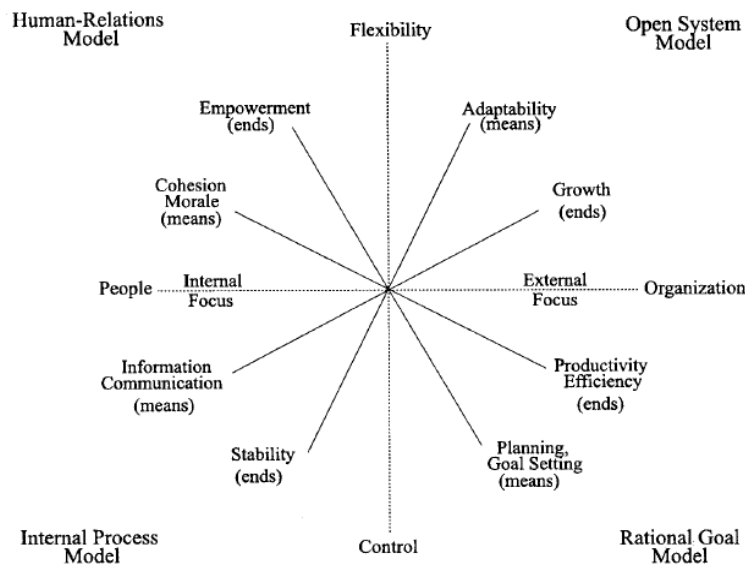 Human-Relations
Model
Flexibility
Open System
Model
Empowerment
(ends)
Adaptability
(means)
Cohesion
Morale
(means)
Growth
(ends)
People
Internal
Focus
External
Focus
Organization
Information
Communication
(means)
Productivity
Efficiency
(ends)
Stability
(ends)
Planning,
Goal Setting
(means)
Internal Process
Model
Control
Rational Goal
Model